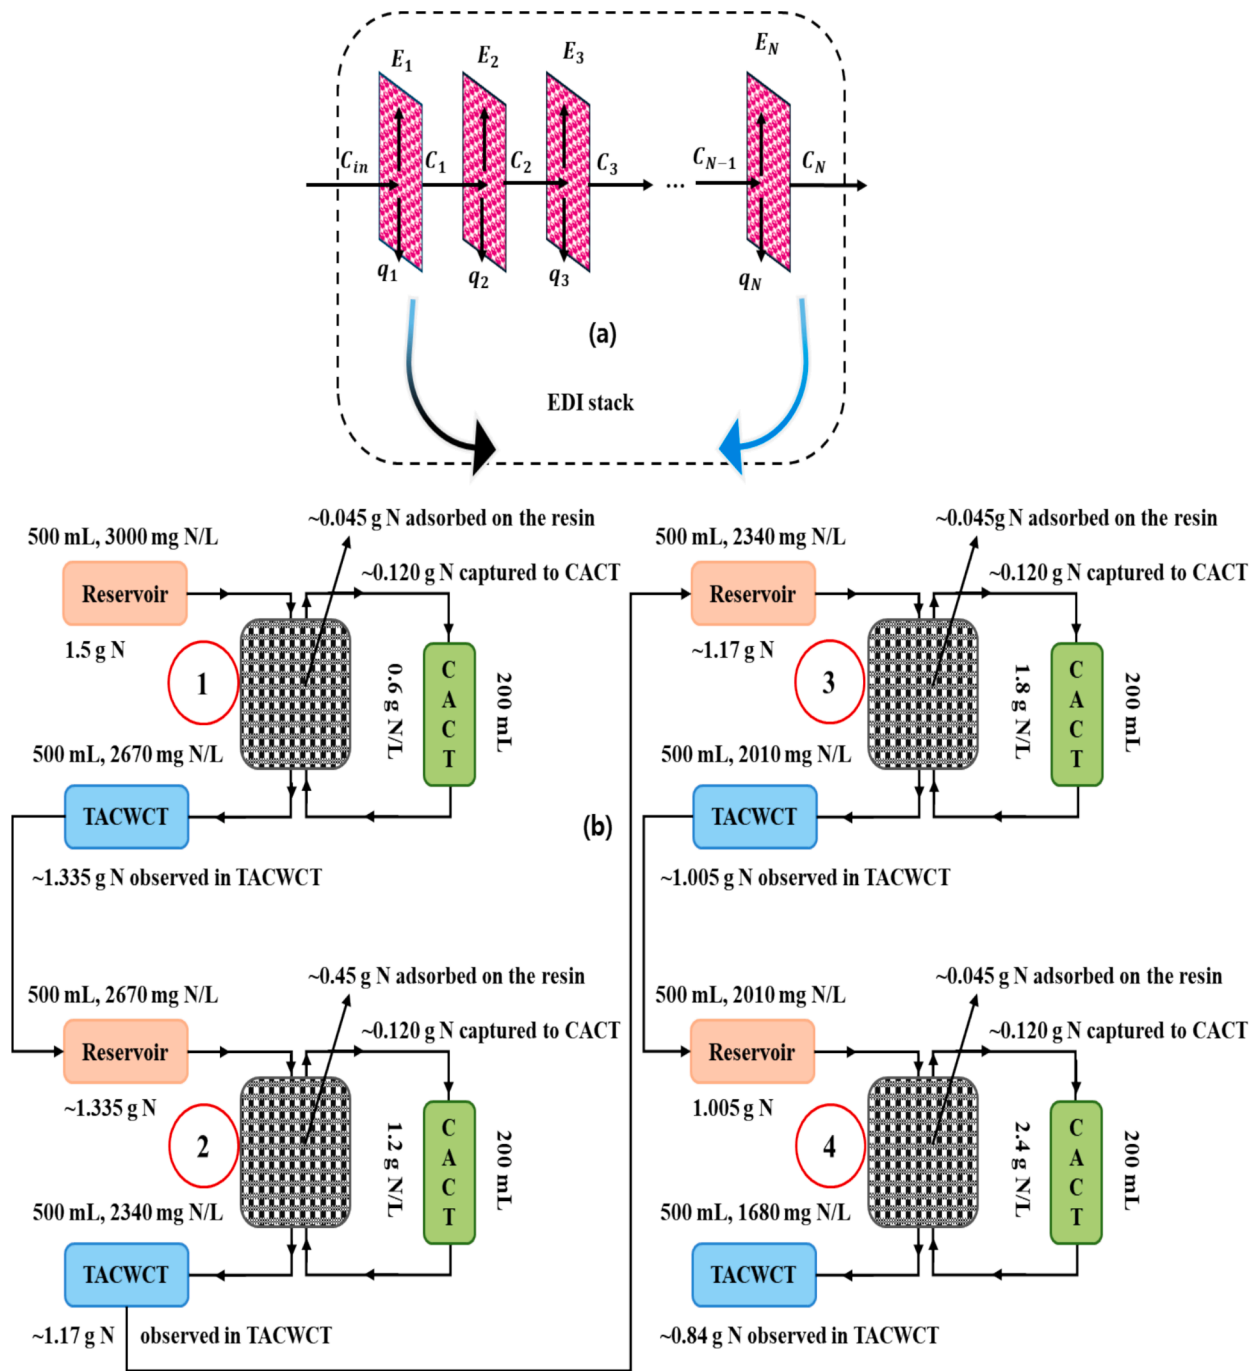 E₁
E₂
E₃
E_N
C_in
C₁
C₂
C₃
...
C_{N−1}
C_N
q₁
q₂
q₃
q_N
(a)
EDI stack
500 mL, 3000 mg N/L
Reservoir
1.5 g N
~0.045 g N adsorbed on the resin
~0.120 g N captured to CACT
1
0.6 g N/L
CACT
200 mL
500 mL, 2670 mg N/L
TACWCT
~1.335 g N observed in TACWCT
500 mL, 2670 mg N/L
Reservoir
~1.335 g N
~0.45 g N adsorbed on the resin
~0.120 g N captured to CACT
2
1.2 g N/L
CACT
200 mL
500 mL, 2340 mg N/L
TACWCT
~1.17 g N observed in TACWCT
(b)
500 mL, 2340 mg N/L
Reservoir
~1.17 g N
~0.045g N adsorbed on the resin
~0.120 g N captured to CACT
3
1.8 g N/L
CACT
200 mL
500 mL, 2010 mg N/L
TACWCT
~1.005 g N observed in TACWCT
500 mL, 2010 mg N/L
Reservoir
1.005 g N
~0.045 g N adsorbed on the resin
~0.120 g N captured to CACT
4
2.4 g N/L
CACT
200 mL
500 mL, 1680 mg N/L
TACWCT
~0.84 g N observed in TACWCT